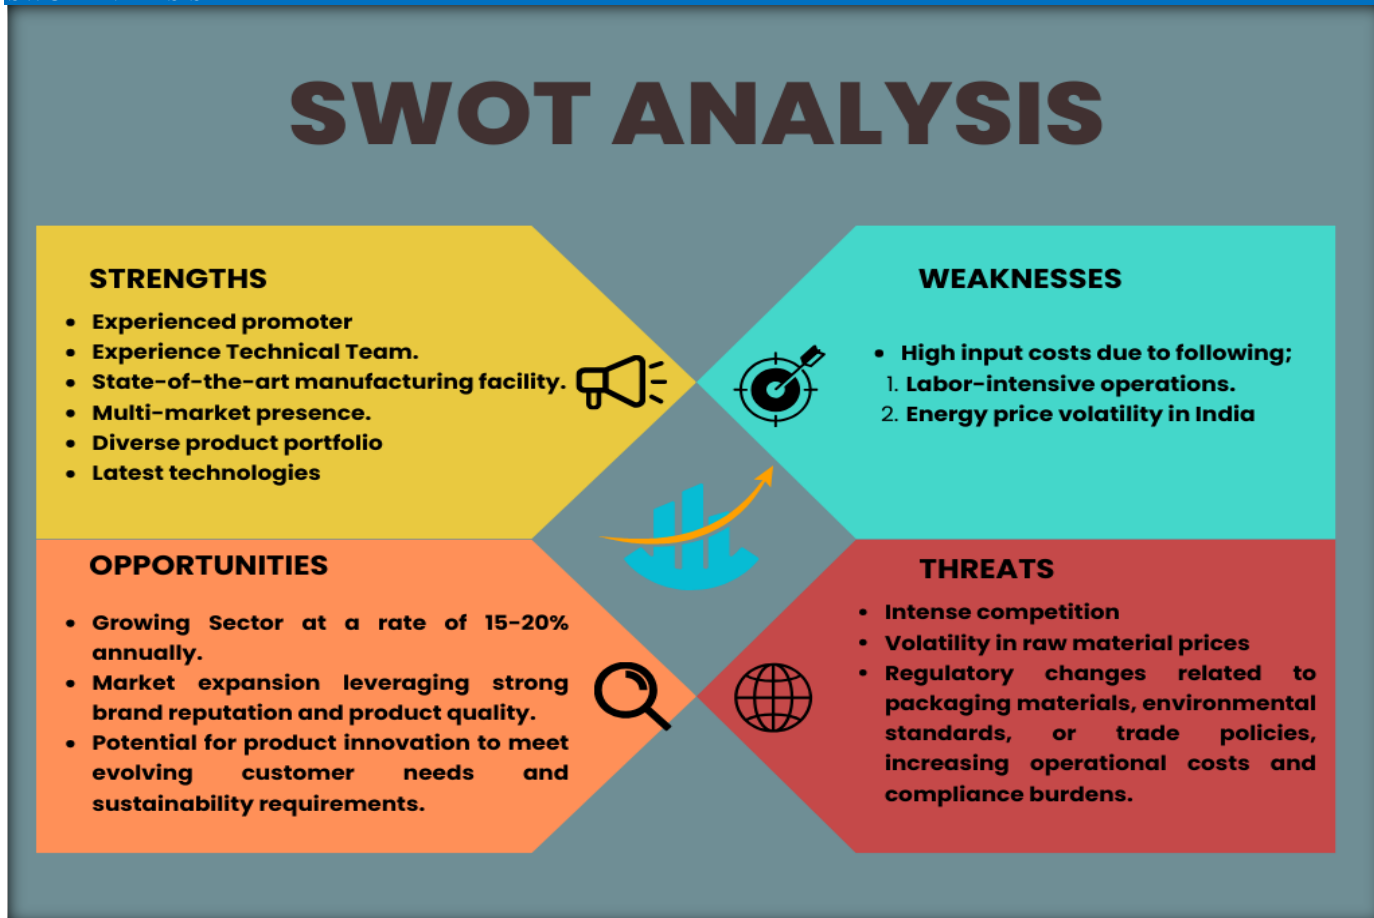 SWOT ANALYSIS
STRENGTHS
• Experienced promoter
• Experience Technical Team.
• State-of-the-art manufacturing facility.
• Multi-market presence.
• Diverse product portfolio
• Latest technologies
WEAKNESSES
• High input costs due to following;
1. Labor-intensive operations.
2. Energy price volatility in India
OPPORTUNITIES
• Growing Sector at a rate of 15-20%
annually.
• Market expansion leveraging strong
brand reputation and product quality.
• Potential for product innovation to meet
evolving customer needs and
sustainability requirements.
THREATS
• Intense competition
• Volatility in raw material prices
• Regulatory changes related to
packaging materials, environmental
standards, or trade policies,
increasing operational costs and
compliance burdens.